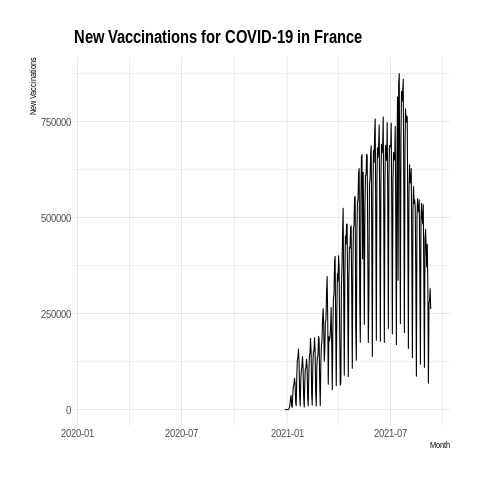 New Vaccinations for COVID-19 in France
New Vaccinations
750000
500000
250000
0
2020-01 2020-07 2021-01 2021-07
Month